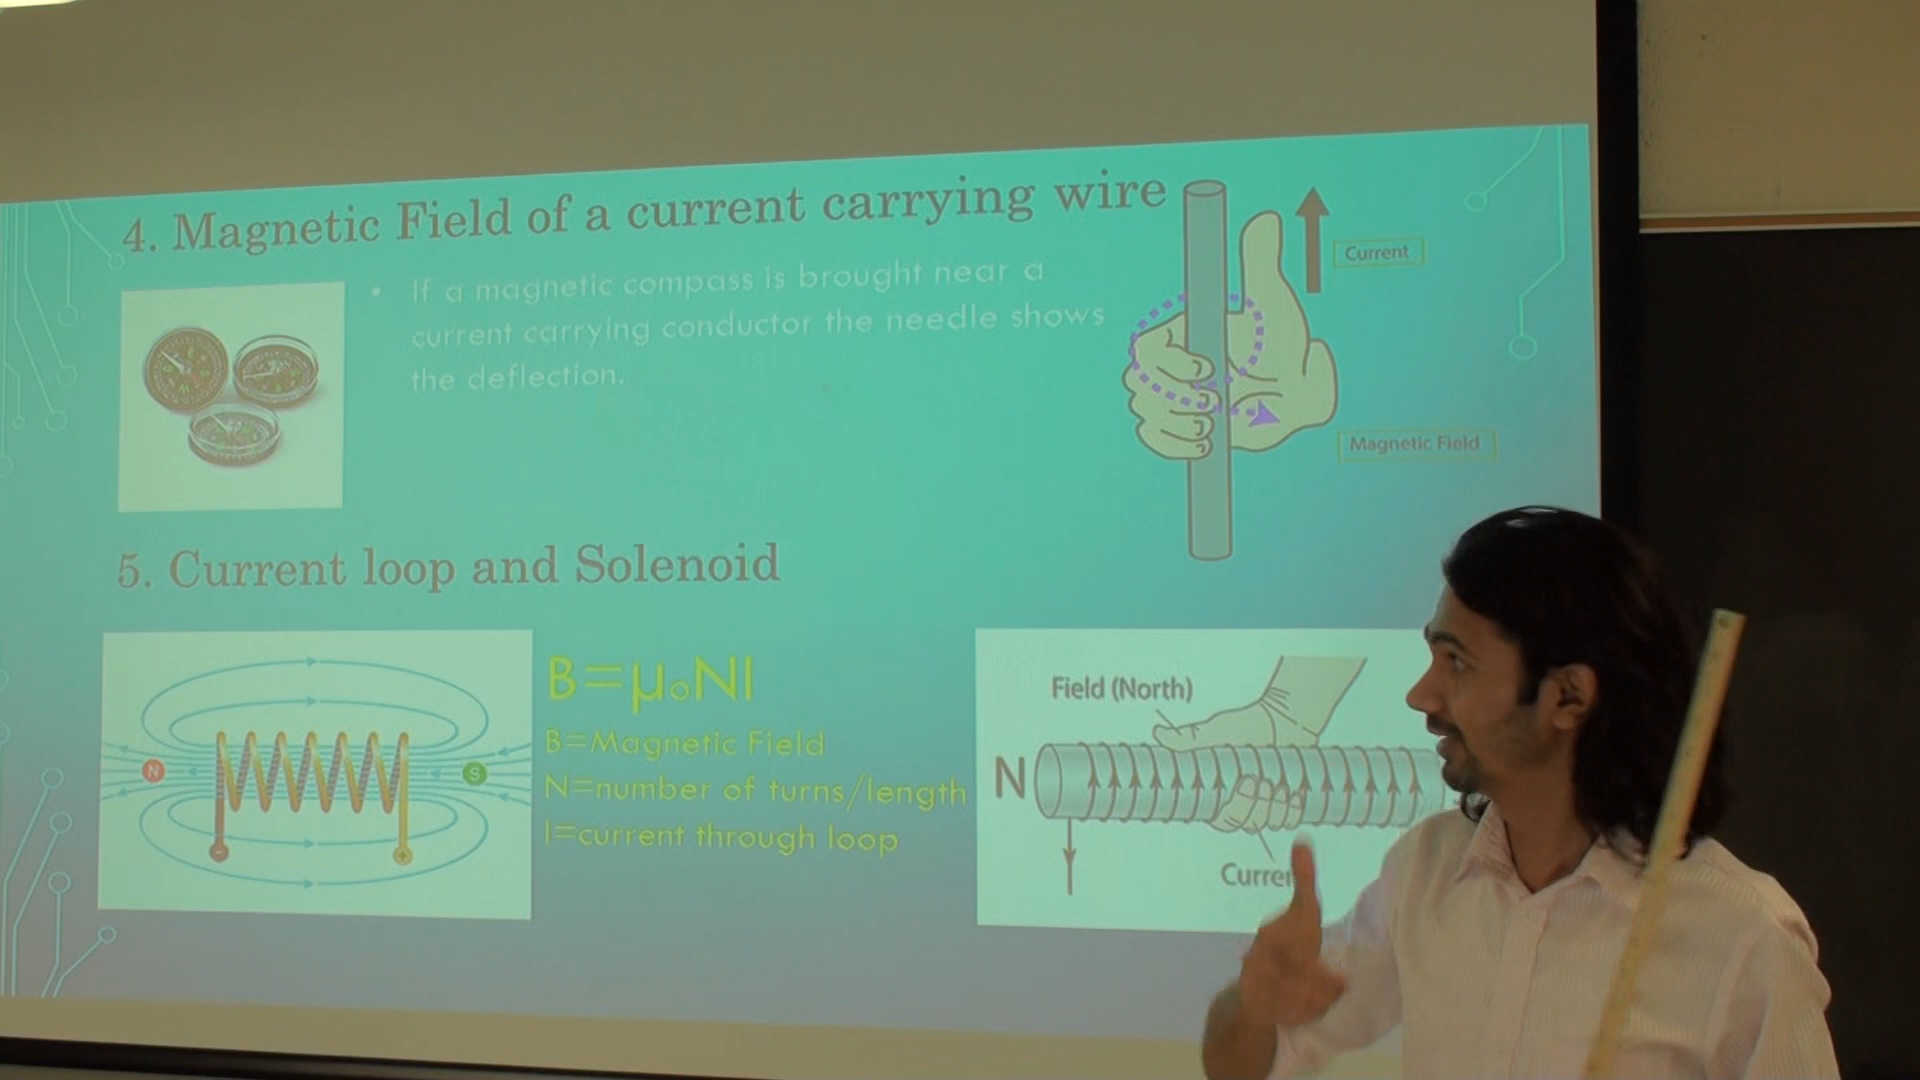 4. Magnetic Field of a current carrying wire
• If a magnetic compass is brought near a
current carrying conductor the needle shows
the deflection.
Current
Magnetic Field
5. Current loop and Solenoid
N
S
B=μ₀NI
B=Magnetic Field
N=number of turns/length
I=current through loop
Field (North)
N
Curren